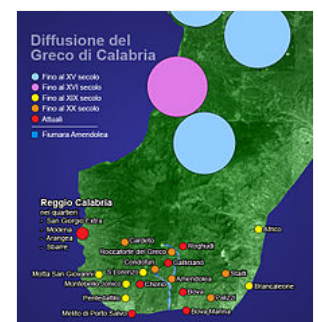 Diffusione del
Greco di Calabria
Fino al XV secolo
Fino al XVI secolo
Fino al XIX secolo
Fino al XX secolo
Attuali
Fiumara Amendolea
Reggio Calabria
nei quartieri
- San Giorgio Extra
- Modena
- Arangea
- Sbarre
Africo
Cardeto
Roghudi
Roccaforte del Greco
Condofuri
Gallicianò
Motta San Giovanni
S Lorenzo
Amendolea
Staiti
Montebello Jonico
Chorio
Bova
Brancaleone
Pentedattilo
Palizzi
Melito di Porto Salvo
Bova Marina